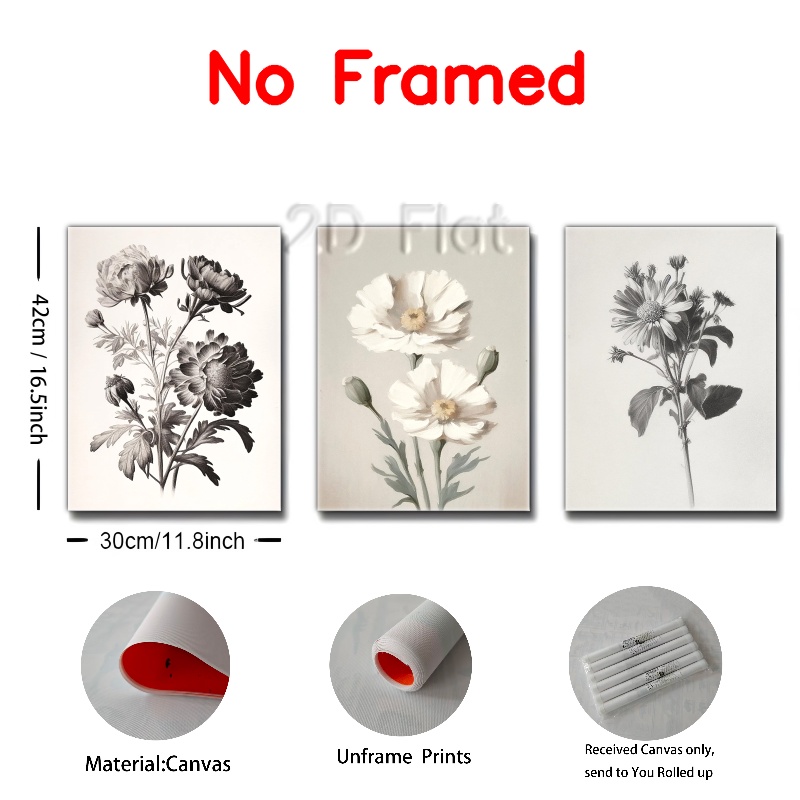 No Framed
2D Flat
42cm / 16.5inch
30cm/11.8inch
Material:Canvas
Unframe Prints
Received Canvas only,
send to You Rolled up